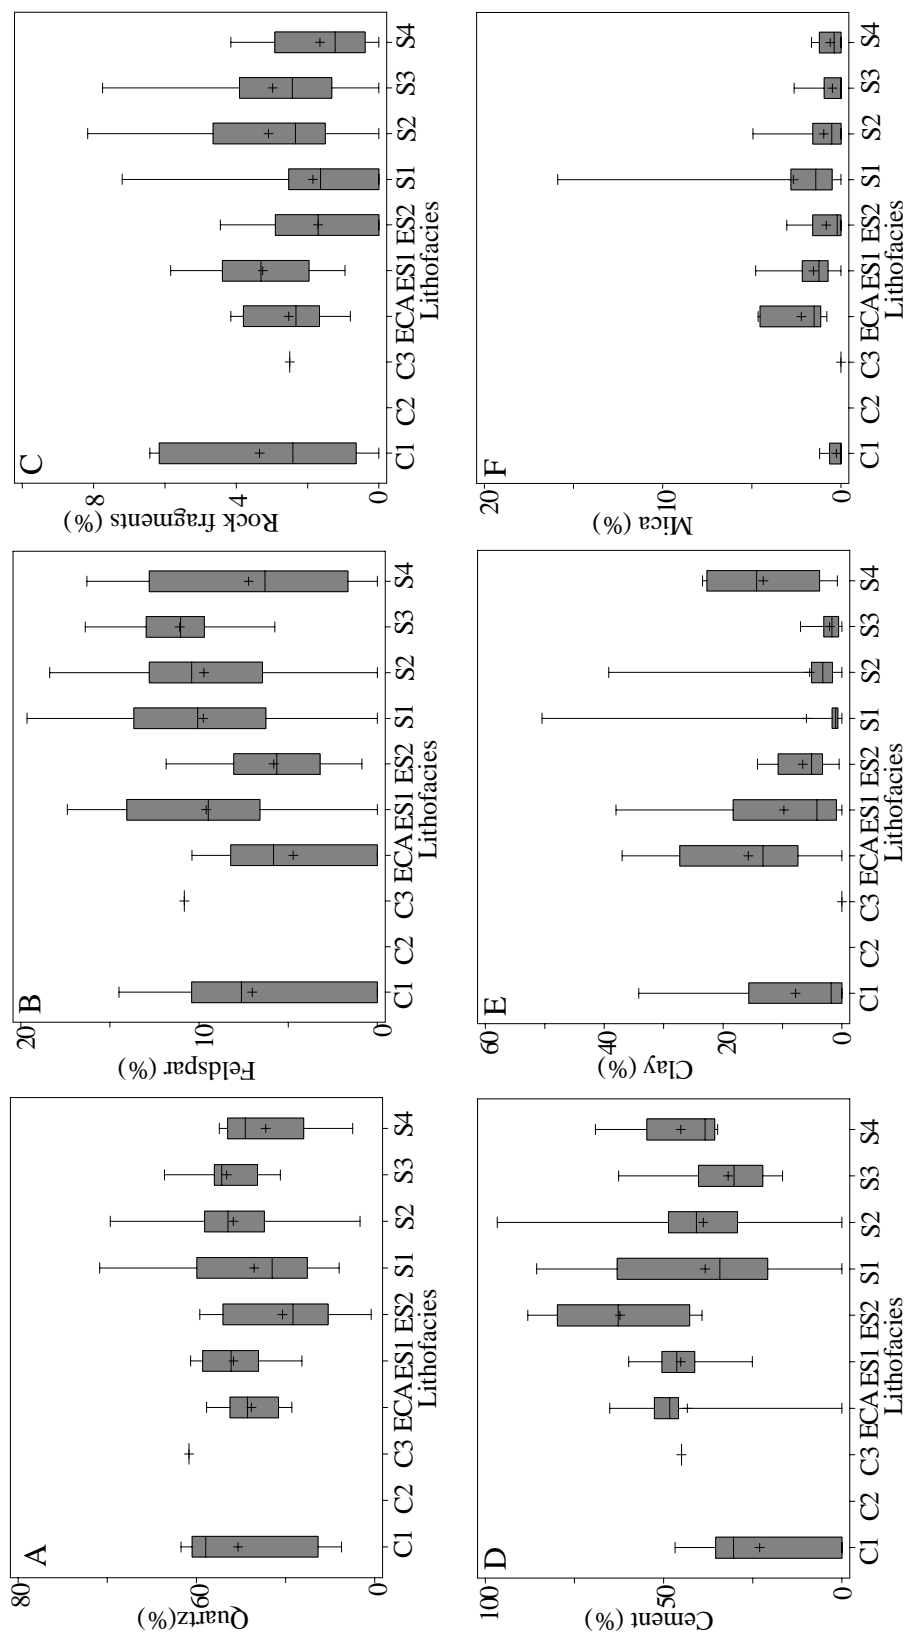 A
80
60
0
Quartz(%)
C1 C2 C3 ECA ES1 ES2 S1 S2 S3 S4
Lithofacies
B
20
10
0
Feldspar (%)
C1 C2 C3 ECA ES1 ES2 S1 S2 S3 S4
Lithofacies
C
8
4
0
Rock fragments (%)
C1 C2 C3 ECA ES1 ES2 S1 S2 S3 S4
Lithofacies
D
100
50
0
Cement (%)
C1 C2 C3 ECA ES1 ES2 S1 S2 S3 S4
Lithofacies
E
60
40
20
0
Clay (%)
C1 C2 C3 ECA ES1 ES2 S1 S2 S3 S4
Lithofacies
F
20
10
0
Mica (%)
C1 C2 C3 ECA ES1 ES2 S1 S2 S3 S4
Lithofacies